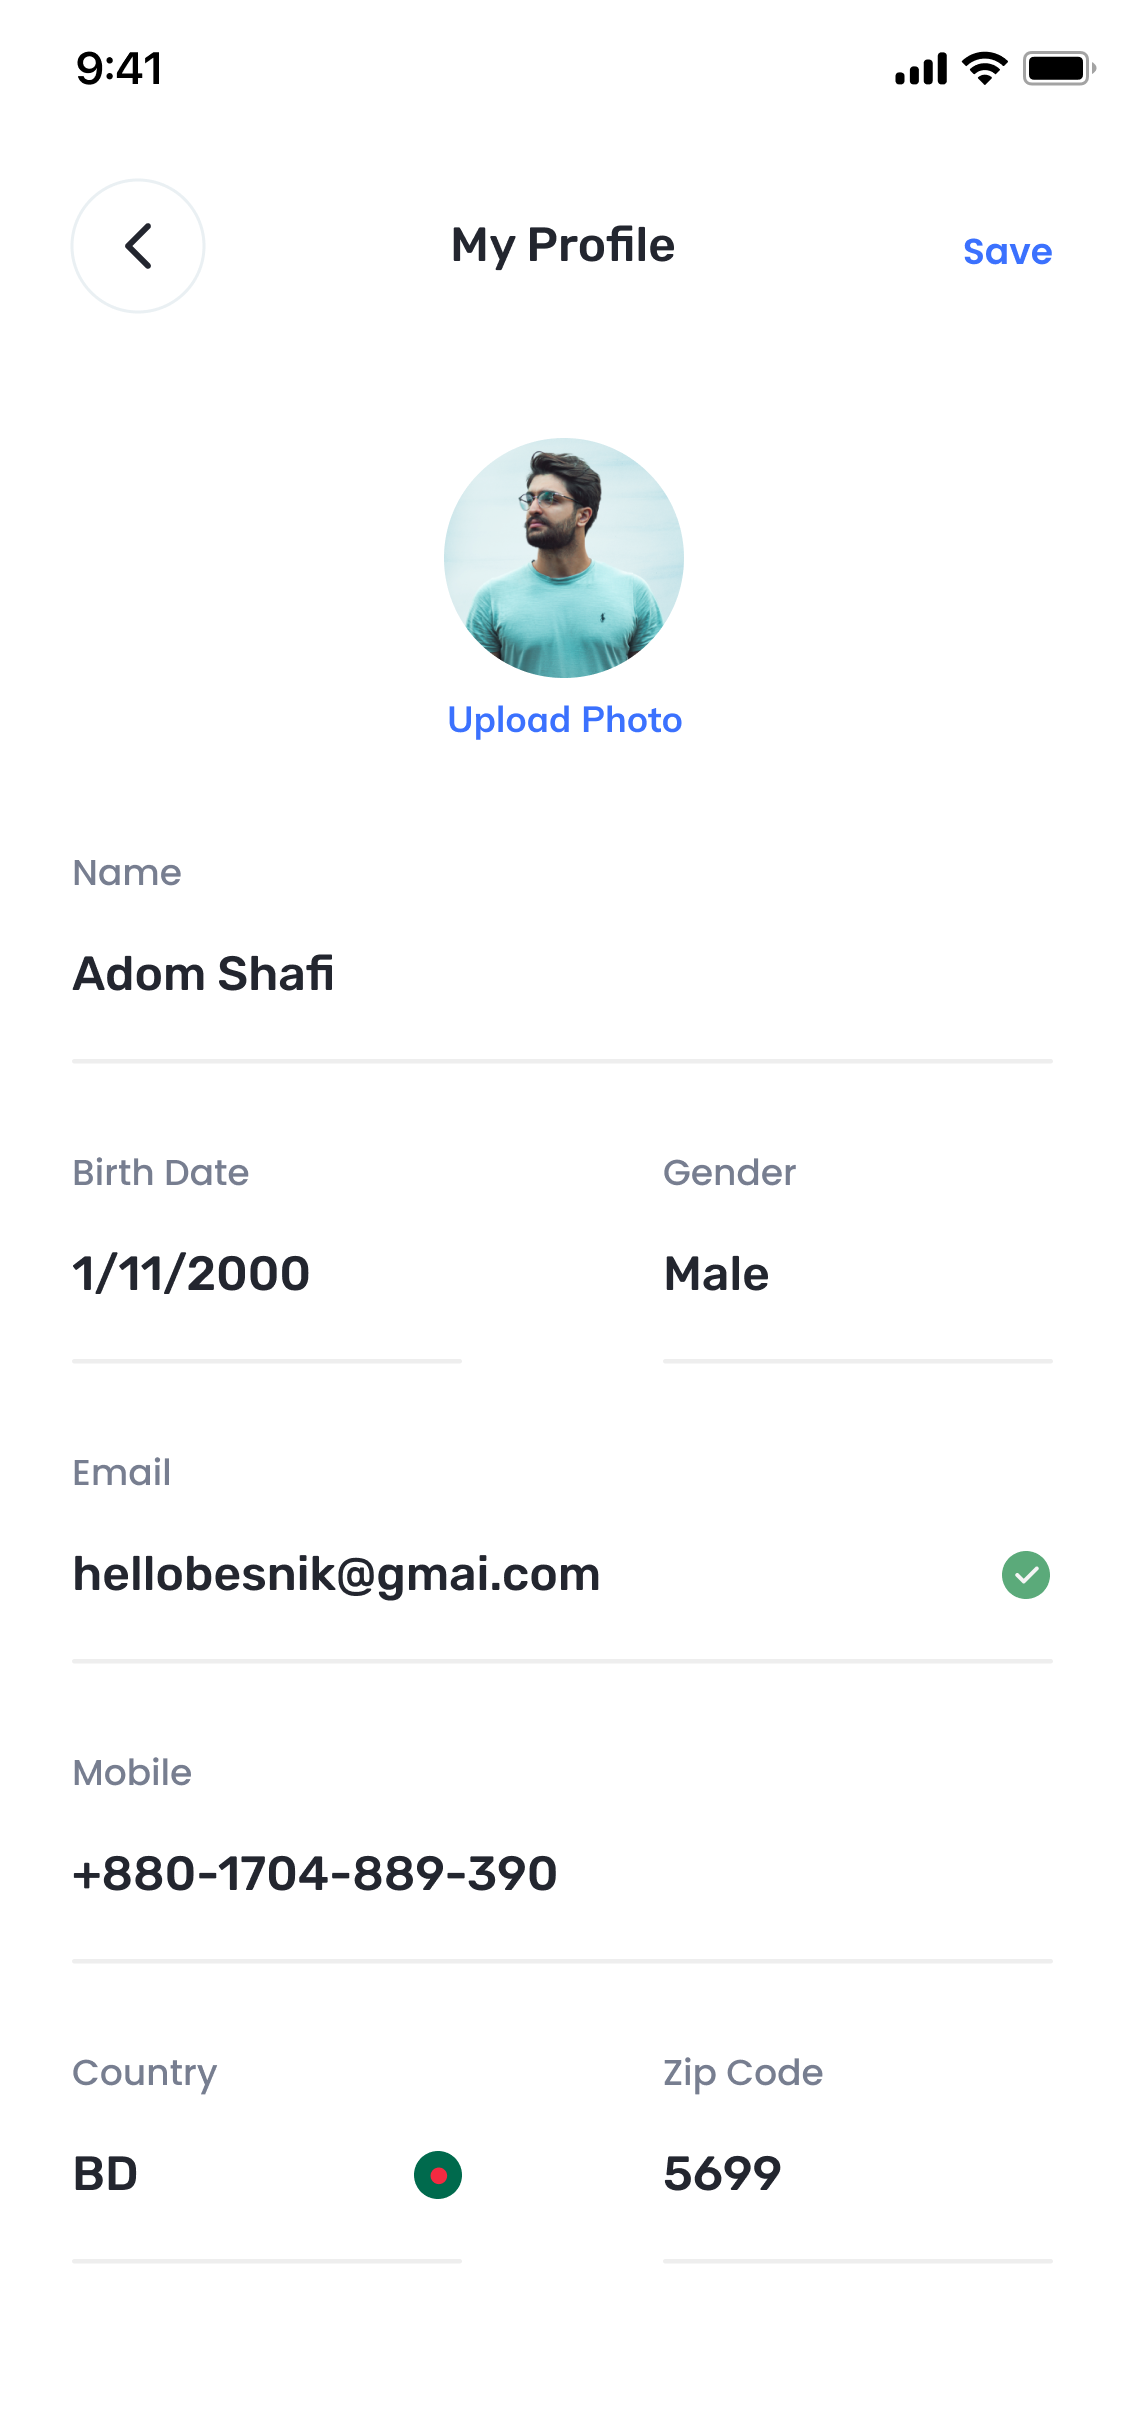 9:41
My Profile
Save
Upload Photo
Name
Adom Shafi
Birth Date
Gender
1/11/2000
Male
Email
hellobesnik@gmai.com
Mobile
+880-1704-889-390
Country
Zip Code
BD
5699